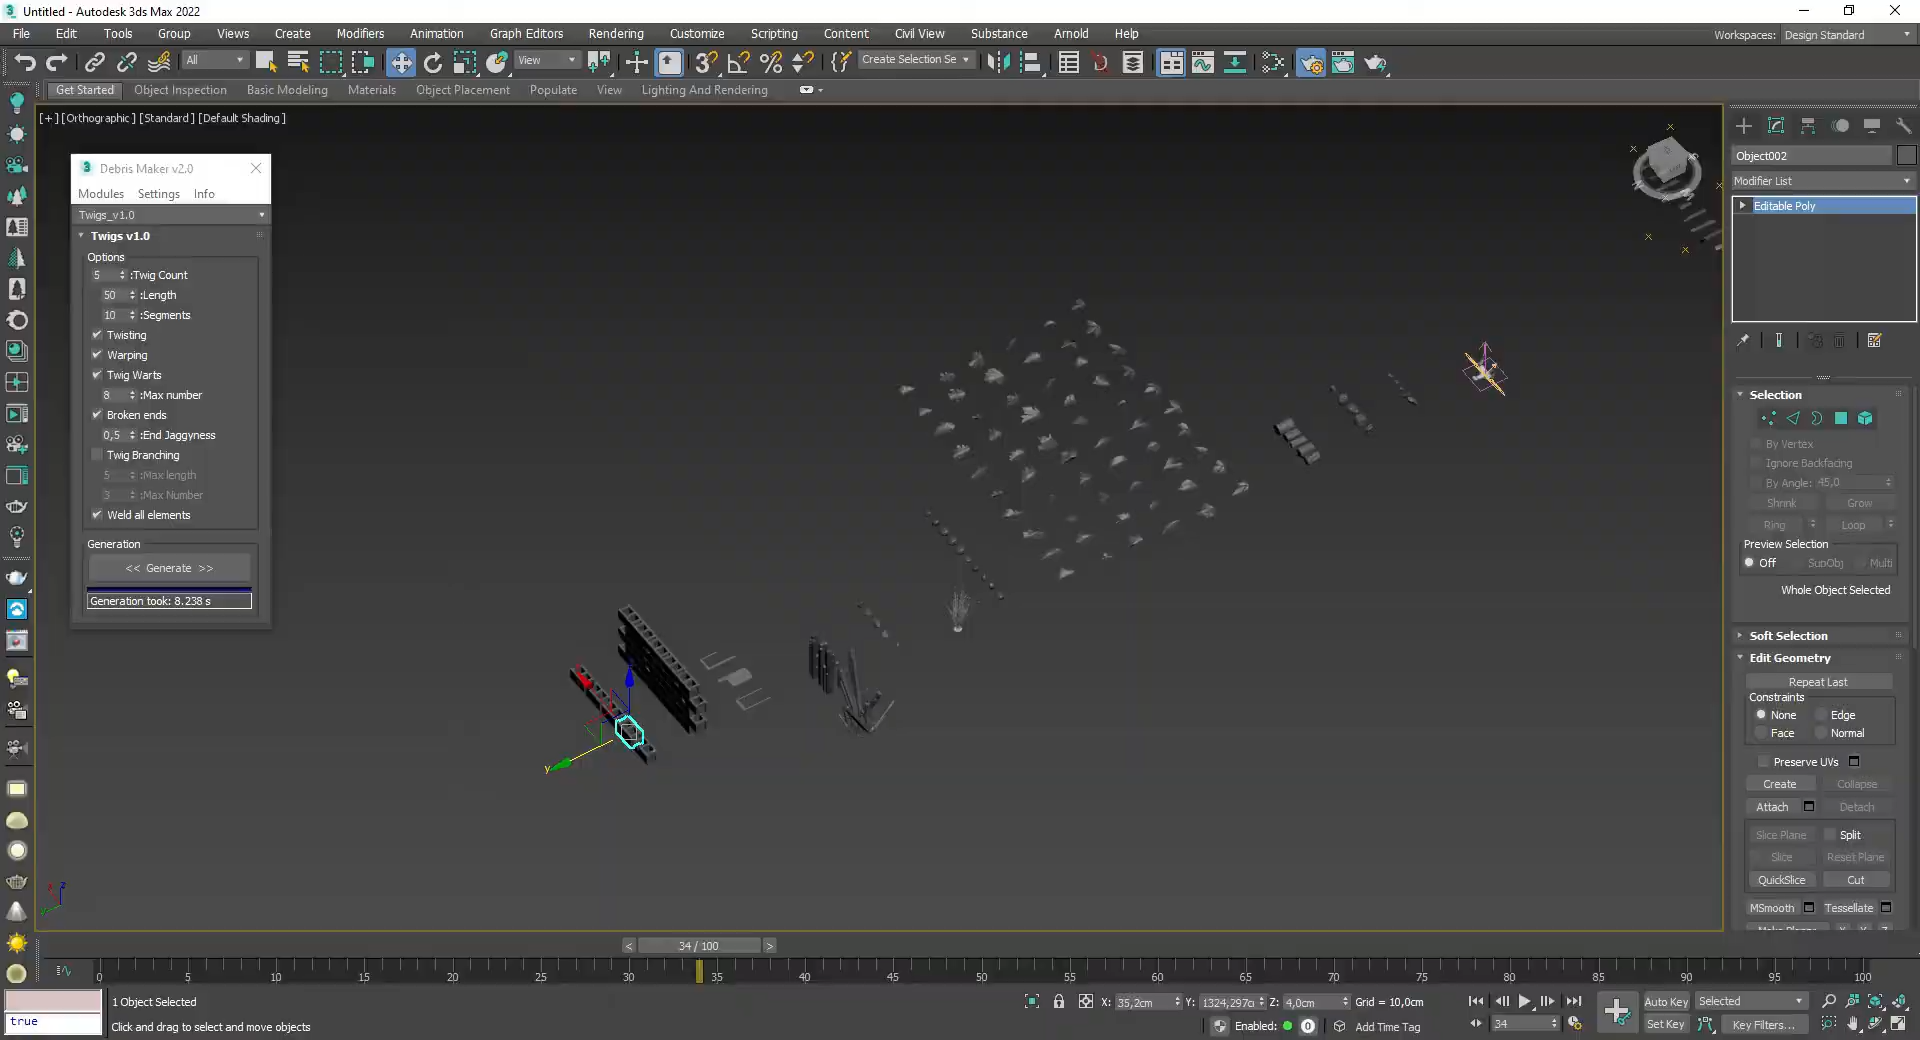 Untitled - Autodesk 3ds Max 2022
File Edit Tools Group Views Create Modifiers Animation Graph Editors Rendering Customize Scripting Content Civil View Substance Arnold Help
Workspaces: Design Standard
All View Create Selection Se
Get Started Object Inspection Basic Modeling Materials Object Placement Populate View Lighting And Rendering
[+] [Orthographic] [Standard] [Default Shading]
Debris Maker v2.0
Modules Settings Info
Twigs_v1.0
Twigs v1.0
Options
5 :Twig Count
50 :Length
10 :Segments
Twisting
Warping
Twig Warts
8 :Max number
Broken ends
0,5 :End Jaggyness
Twig Branching
5 :Max length
3 :Max Number
Weld all elements
Generation
<< Generate >>
Generation took: 8.238 s
y
Object002
Modifier List
Editable Poly
Selection
By Vertex
Ignore Backfacing
By Angle: 45,0
Shrink Grow
Ring Loop
Preview Selection
Off SubObj Multi
Whole Object Selected
Soft Selection
Edit Geometry
Repeat Last
Constraints
None Edge
Face Normal
Preserve UVs
Create Collapse
Attach Detach
Slice Plane Split
Slice Reset Plane
QuickSlice Cut
MSmooth Tessellate
< 34 / 100 >
0 5 10 15 20 25 30 35 40 45 50 55 60 65 70 75 80 85 90 95 100
true
1 Object Selected
Click and drag to select and move objects
X: 35,2cm Y: 1324,297c Z: 4,0cm Grid = 10,0cm
Enabled: 0 Add Time Tag
34
Auto Key Selected
Set Key Key Filters...